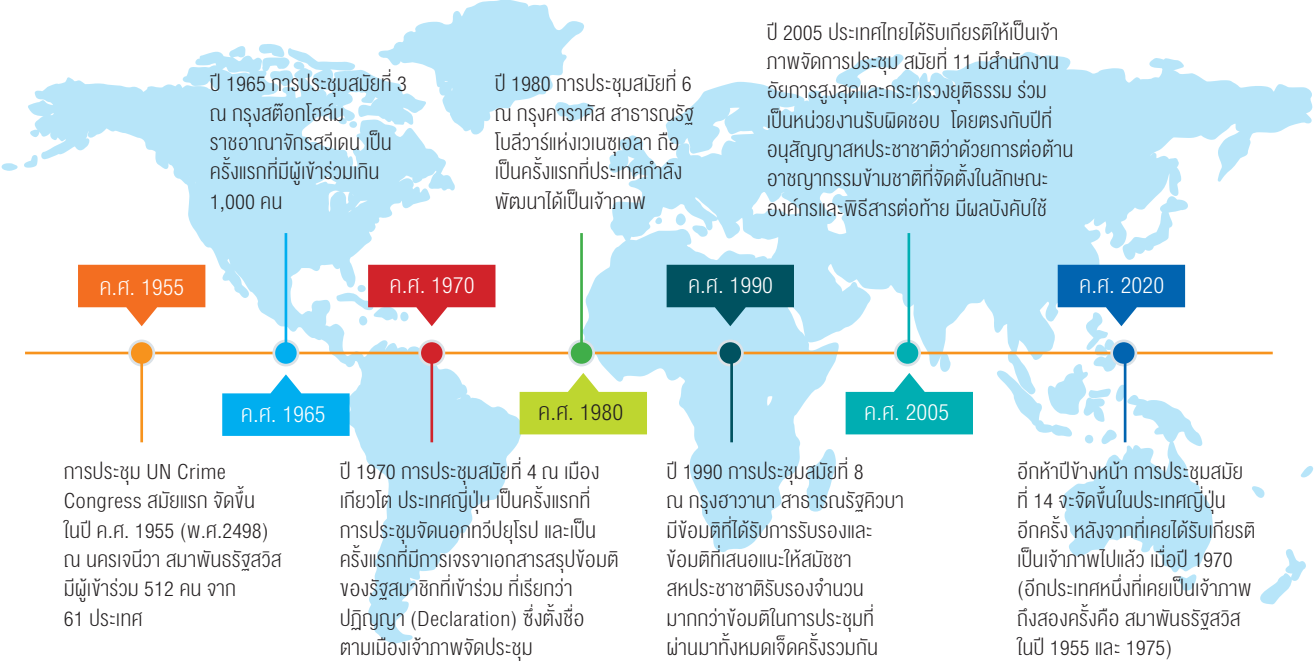 ปี 1965 การประชุมสมัยที่ 3
ณ กรุงสต๊อกโฮล์ม
ราชอาณาจักรสวีเดน เป็น
ครั้งแรกที่มีผู้เข้าร่วมเกิน
1,000 คน
ปี 1980 การประชุมสมัยที่ 6
ณ กรุงคาราคัส สาธารณรัฐ
โบลีวาร์แห่งเวเนซุเอลา ถือ
เป็นครั้งแรกที่ประเทศกำลัง
พัฒนาได้เป็นเจ้าภาพ
ปี 2005 ประเทศไทยได้รับเกียรติให้เป็นเจ้า
ภาพจัดการประชุม สมัยที่ 11 มีสำนักงาน
อัยการสูงสุดและกระทรวงยุติธรรม ร่วม
เป็นหน่วยงานรับผิดชอบ โดยตรงกับปีที่
อนุสัญญาสหประชาชาติว่าด้วยการต่อต้าน
อาชญากรรมข้ามชาติที่จัดตั้งในลักษณะ
องค์กรและพิธีสารต่อท้าย มีผลบังคับใช้
ค.ศ. 1955
ค.ศ. 1970
ค.ศ. 1990
ค.ศ. 2020
ค.ศ. 1965
ค.ศ. 1980
ค.ศ. 2005
การประชุม UN Crime
Congress สมัยแรก จัดขึ้น
ในปี ค.ศ. 1955 (พ.ศ.2498)
ณ นครเจนีวา สมาพันธรัฐสวิส
มีผู้เข้าร่วม 512 คน จาก
61 ประเทศ
ปี 1970 การประชุมสมัยที่ 4 ณ เมือง
เกียวโต ประเทศญี่ปุ่น เป็นครั้งแรกที่
การประชุมจัดนอกทวีปยุโรป และเป็น
ครั้งแรกที่มีการเจรจาเอกสารสรุปข้อมติ
ของรัฐสมาชิกที่เข้าร่วม ที่เรียกว่า
ปฏิญญา (Declaration) ซึ่งตั้งชื่อ
ตามเมืองเจ้าภาพจัดประชุม
ปี 1990 การประชุมสมัยที่ 8
ณ กรุงฮาวานา สาธารณรัฐคิวบา
มีข้อมติที่ได้รับการรับรองและ
ข้อมติที่เสนอแนะให้สมัชชา
สหประชาชาติรับรองจำนวน
มากกว่าข้อมติในการประชุมที่
ผ่านมาทั้งหมดเจ็ดครั้งรวมกัน
อีกห้าปีข้างหน้า การประชุมสมัย
ที่ 14 จะจัดขึ้นในประเทศญี่ปุ่น
อีกครั้ง หลังจากที่เคยได้รับเกียรติ
เป็นเจ้าภาพไปแล้ว เมื่อปี 1970
(อีกประเทศหนึ่งที่เคยเป็นเจ้าภาพ
ถึงสองครั้งคือ สมาพันธรัฐสวิส
ในปี 1955 และ 1975)